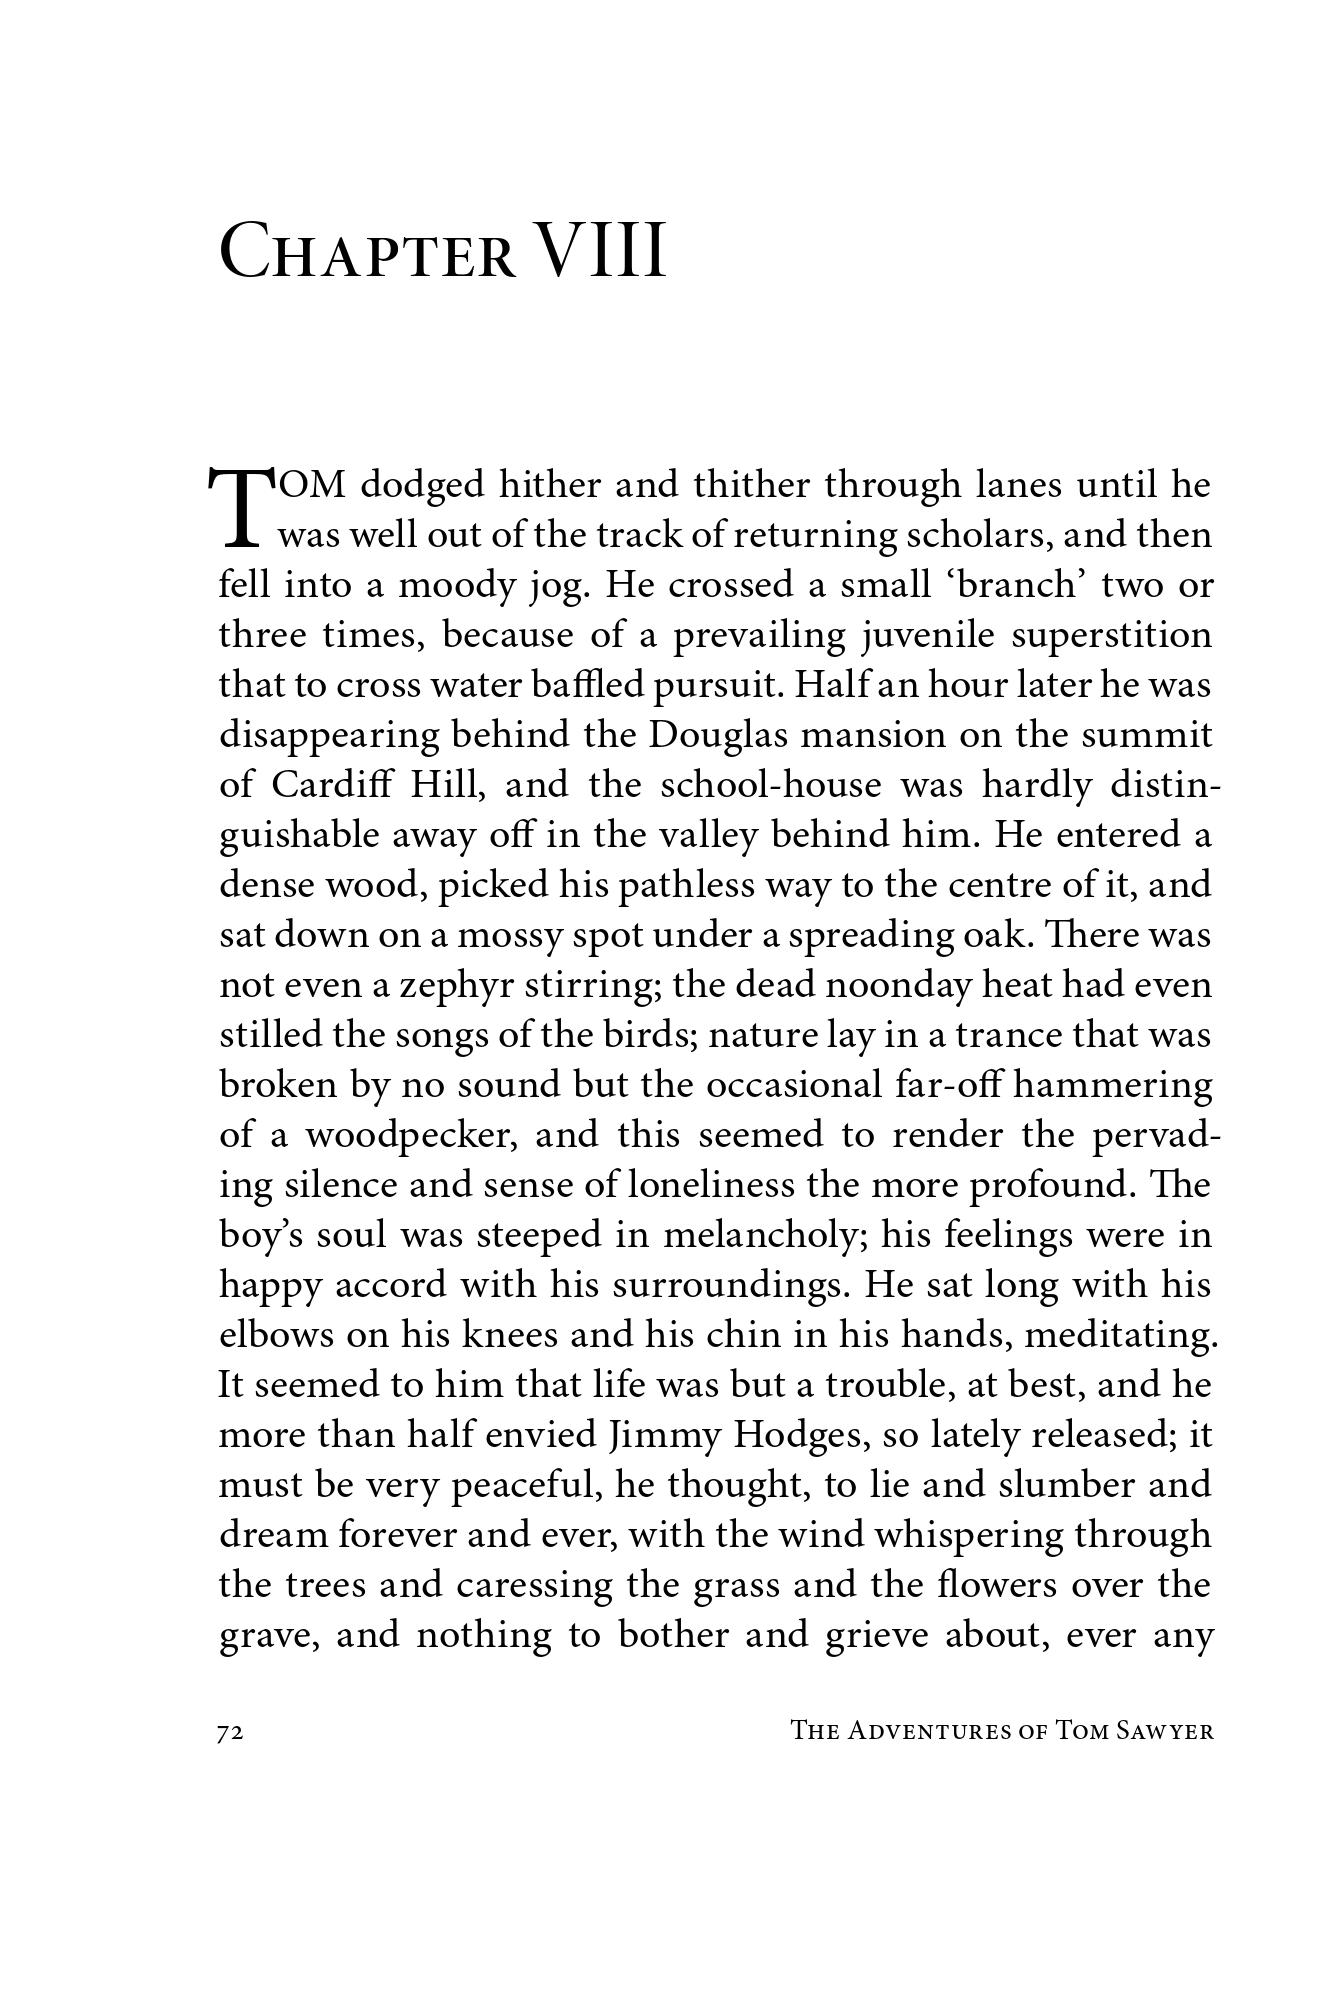 Chapter VIII
TOM dodged hither and thither through lanes until he
was well out of the track of returning scholars, and then
fell into a moody jog. He crossed a small ‘branch’ two or
three times, because of a prevailing juvenile superstition
that to cross water baffled pursuit. Half an hour later he was
disappearing behind the Douglas mansion on the summit
of Cardiff Hill, and the school-house was hardly distin-
guishable away off in the valley behind him. He entered a
dense wood, picked his pathless way to the centre of it, and
sat down on a mossy spot under a spreading oak. There was
not even a zephyr stirring; the dead noonday heat had even
stilled the songs of the birds; nature lay in a trance that was
broken by no sound but the occasional far-off hammering
of a woodpecker, and this seemed to render the pervad-
ing silence and sense of loneliness the more profound. The
boy’s soul was steeped in melancholy; his feelings were in
happy accord with his surroundings. He sat long with his
elbows on his knees and his chin in his hands, meditating.
It seemed to him that life was but a trouble, at best, and he
more than half envied Jimmy Hodges, so lately released; it
must be very peaceful, he thought, to lie and slumber and
dream forever and ever, with the wind whispering through
the trees and caressing the grass and the flowers over the
grave, and nothing to bother and grieve about, ever any
72 The Adventures of Tom Sawyer